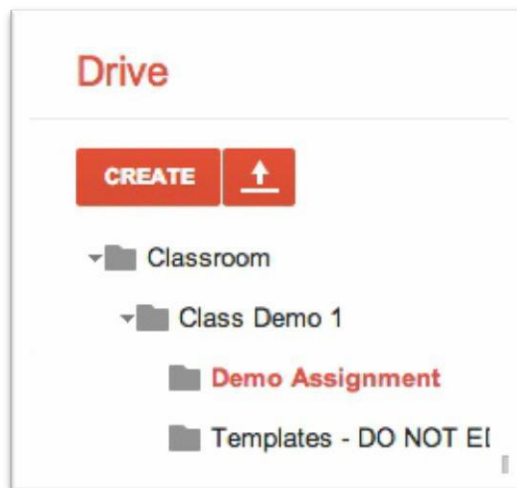 Drive
CREATE
Classroom
Class Demo 1
Demo Assignment
Templates - DO NOT